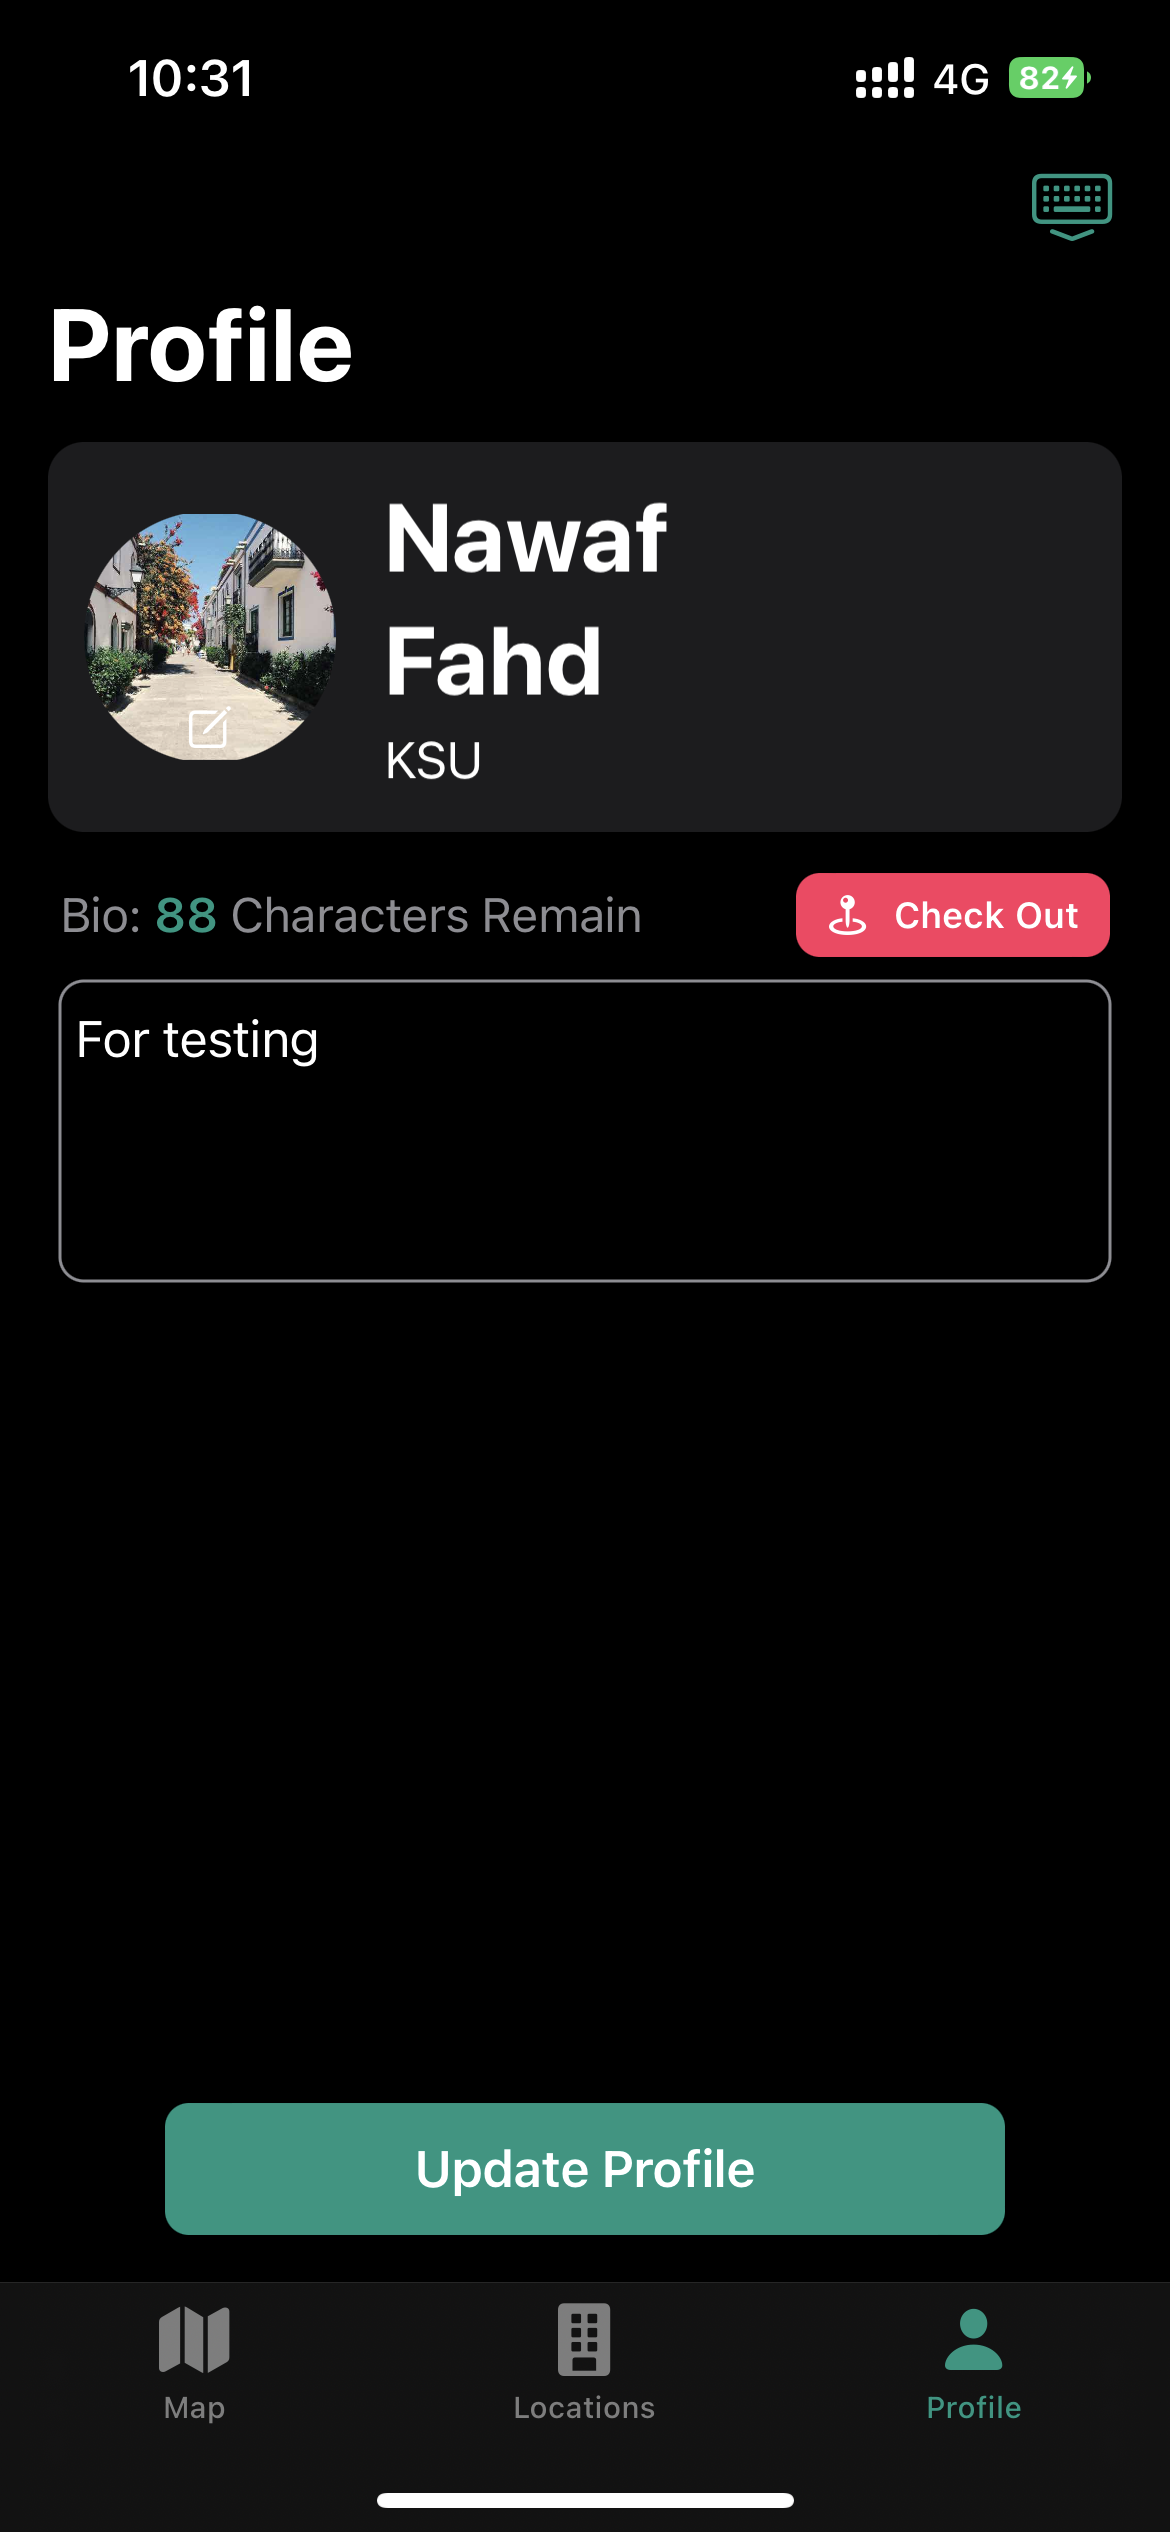 10:31 4G 82
Profile
Nawaf
Fahd
KSU
Bio: 88 Characters Remain
Check Out
For testing
Update Profile
Map
Locations
Profile